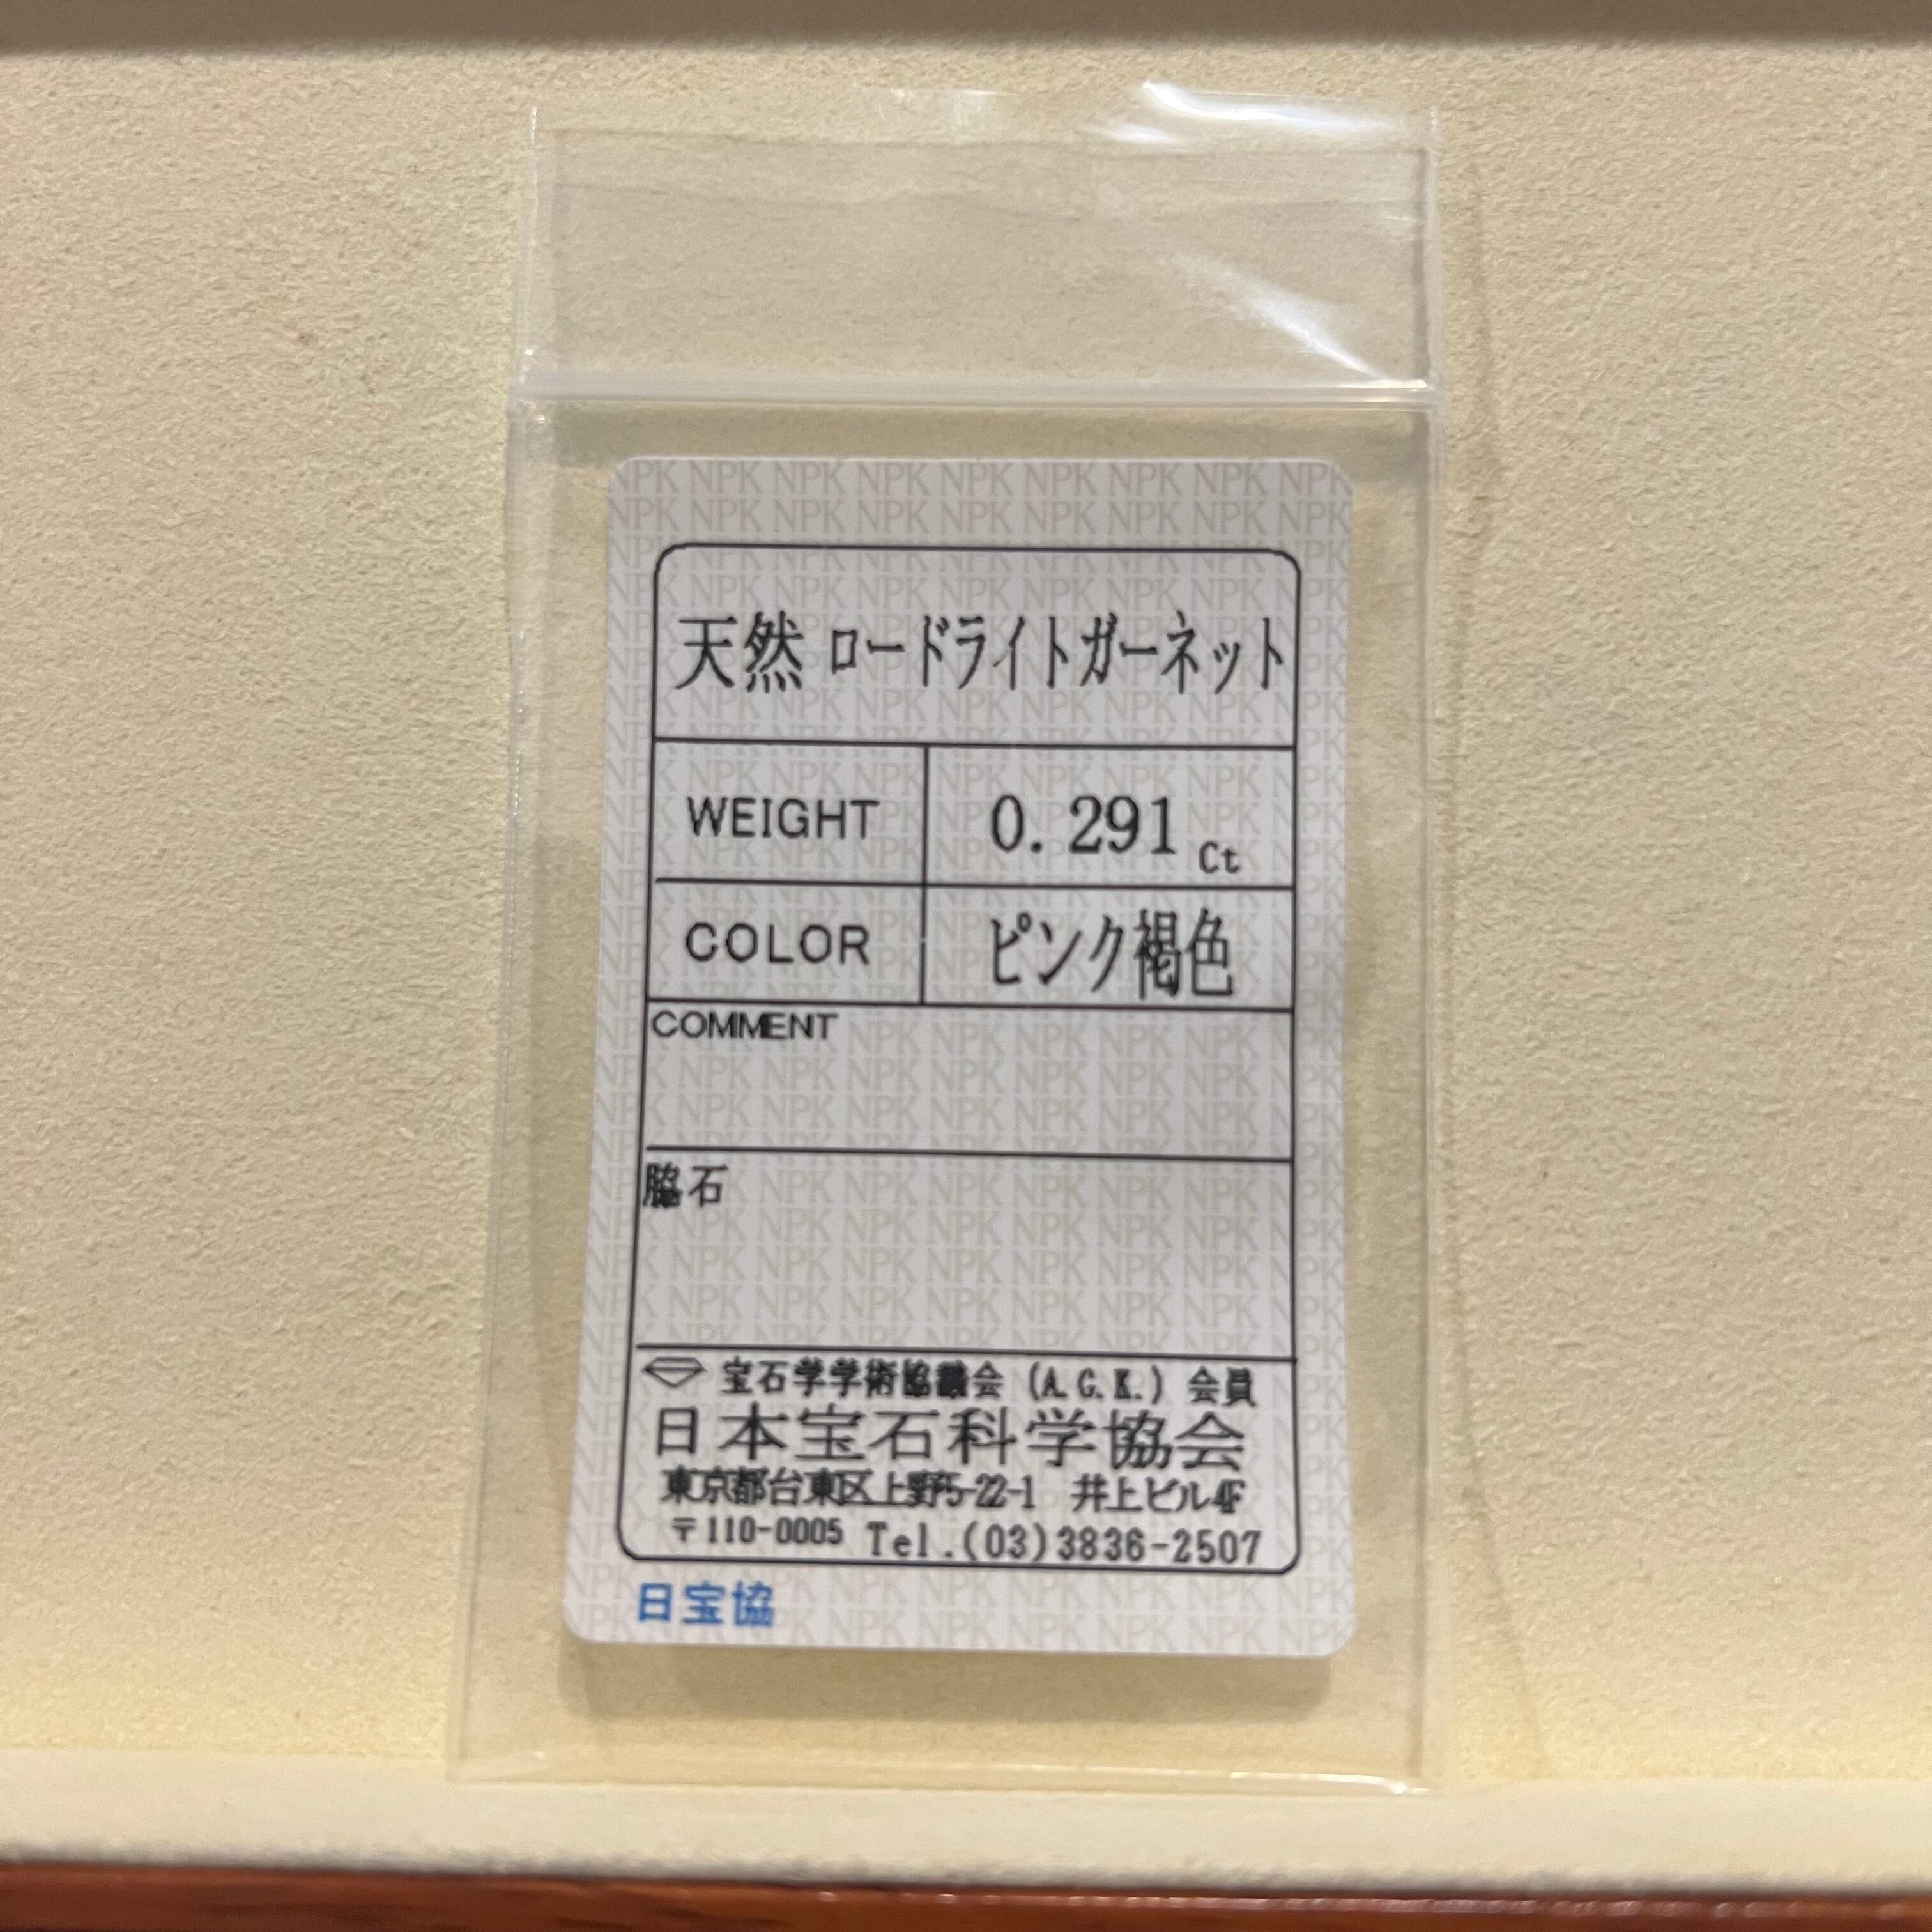 天然 ロードライトガーネット
WEIGHT 0.291 Ct
COLOR ピンク褐色
COMMENT
脇石
宝石学学術協議会 (A.G.K.) 会員
日本宝石科学協会
東京都台東区上野5-22-1 井上ビル4F
〒110-0005 Tel.(03)3836-2507
日宝協